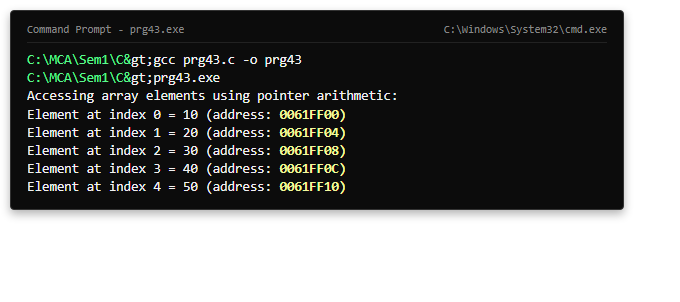 Command Prompt - prg43.exe C:\Windows\System32\cmd.exe
C:\MCA\Sem1\C&gt;gcc prg43.c -o prg43
C:\MCA\Sem1\C&gt;prg43.exe
Accessing array elements using pointer arithmetic:
Element at index 0 = 10 (address: 0061FF00)
Element at index 1 = 20 (address: 0061FF04)
Element at index 2 = 30 (address: 0061FF08)
Element at index 3 = 40 (address: 0061FF0C)
Element at index 4 = 50 (address: 0061FF10)